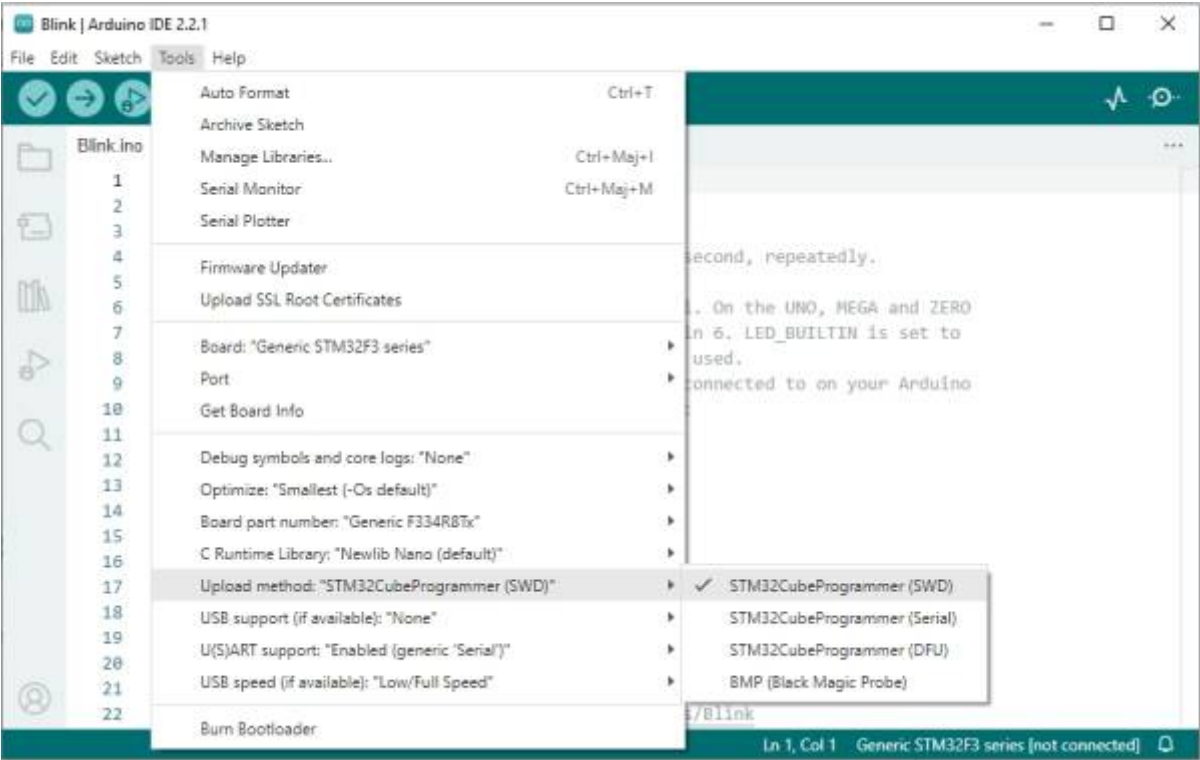 Blink | Arduino IDE 2.2.1
File Edit Sketch Tools Help
Auto Format Ctrl+T
Archive Sketch
Manage Libraries... Ctrl+Maj+I
Serial Monitor Ctrl+Maj+M
Serial Plotter
Firmware Updater
Upload SSL Root Certificates
Board: "Generic STM32F3 series"
Port
Get Board Info
Debug symbols and core logs: "None"
Optimize: "Smallest (-Os default)"
Board part number: "Generic F334R8Tx"
C Runtime Library: "Newlib Nano (default)"
Upload method: "STM32CubeProgrammer (SWD)"
USB support (if available): "None"
U(S)ART support: "Enabled (generic 'Serial')"
USB speed (if available): "Low/Full Speed"
Burn Bootloader
STM32CubeProgrammer (SWD)
STM32CubeProgrammer (Serial)
STM32CubeProgrammer (DFU)
BMP (Black Magic Probe)
Blink.ino
1
2
3
4 second, repeatedly.
5
6 . On the UNO, MEGA and ZERO
7 in 6. LED_BUILTIN is set to
8 used.
9 connected to on your Arduino
10
11
12
13
14
15
16
17
18
19
20
21
22 /Blink
Ln 1, Col 1 Generic STM32F3 series [not connected]